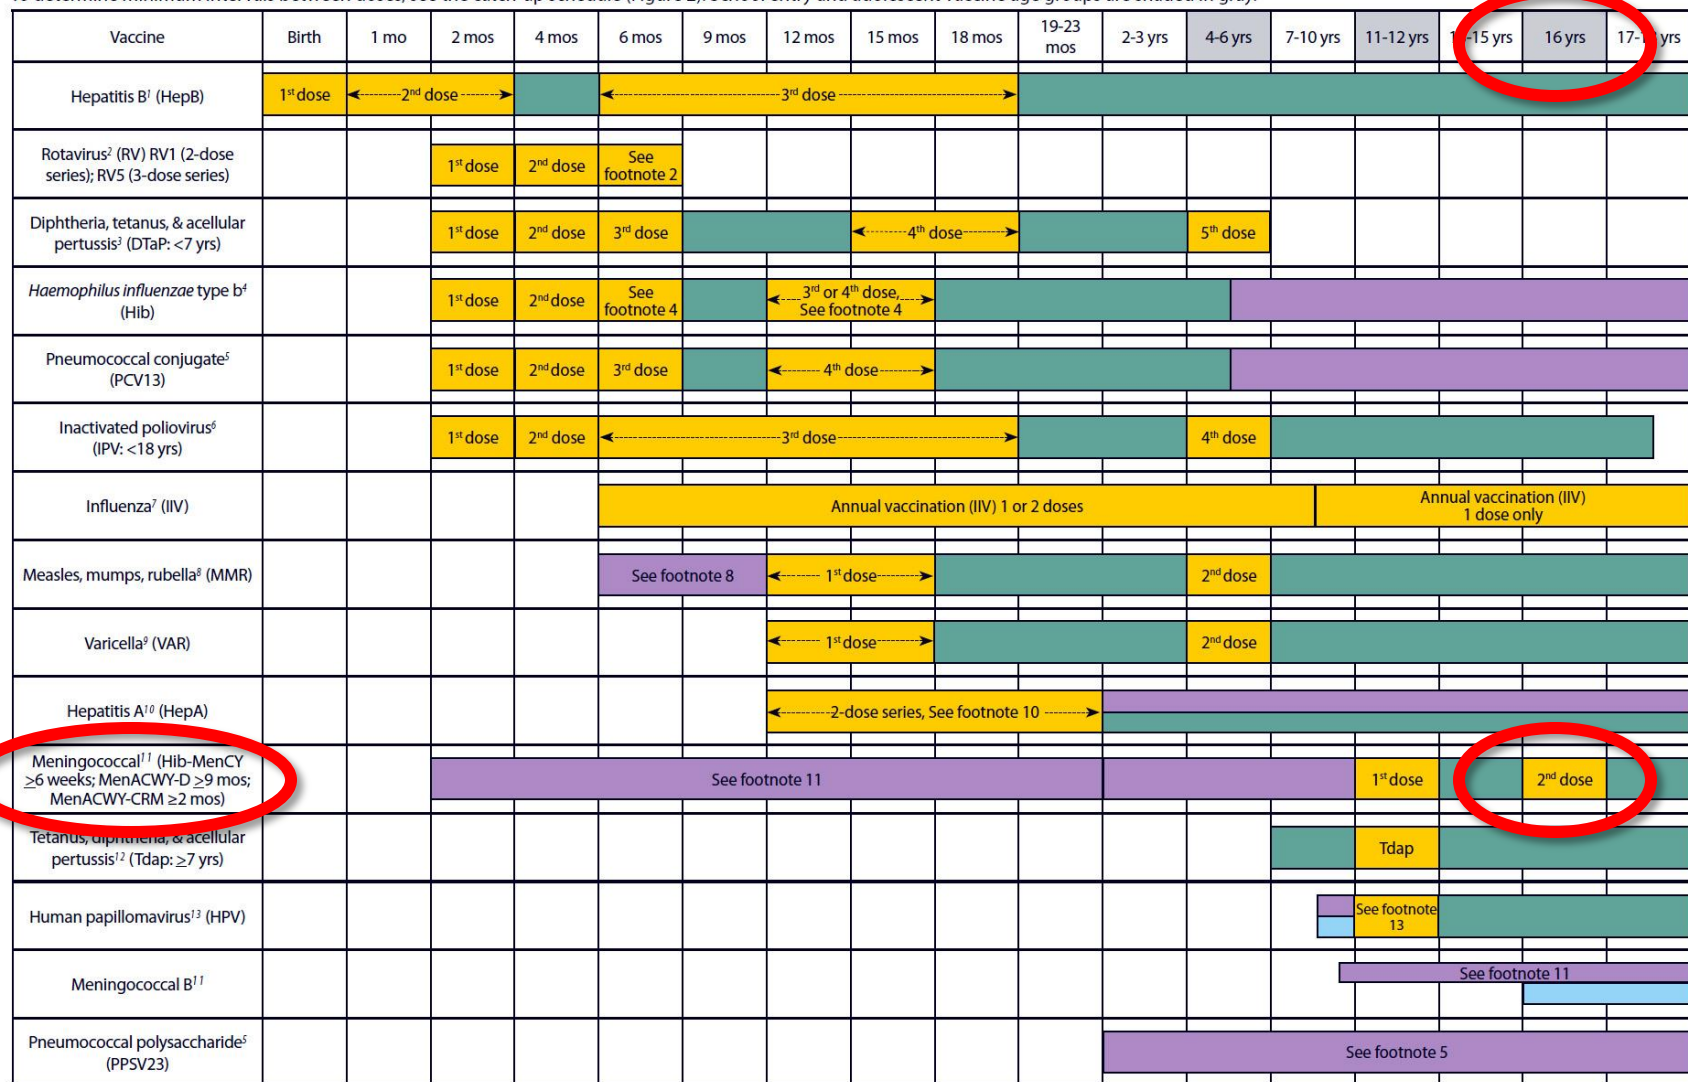 Vaccine Birth 1 mo 2 mos 4 mos 6 mos 9 mos 12 mos 15 mos 18 mos 19-23 mos 2-3 yrs 4-6 yrs 7-10 yrs 11-12 yrs 15 yrs 16 yrs 17- yrs
Hepatitis B¹ (HepB) 1st dose 2nd dose 3rd dose
Rotavirus² (RV) RV1 (2-dose
series); RV5 (3-dose series)
1st dose 2nd dose See
footnote 2
Diphtheria, tetanus, & acellular
pertussis³ (DTaP: <7 yrs)
1st dose 2nd dose 3rd dose 4th dose 5th dose
Haemophilus influenzae type b⁴
(Hib)
1st dose 2nd dose See
footnote 4
3rd or 4th dose,
See footnote 4
Pneumococcal conjugate⁵
(PCV13)
1st dose 2nd dose 3rd dose 4th dose
Inactivated poliovirus⁶
(IPV: <18 yrs)
1st dose 2nd dose 3rd dose 4th dose
Influenza⁷ (IIV) Annual vaccination (IIV) 1 or 2 doses
Annual vaccination (IIV)
1 dose only
Measles, mumps, rubella⁸ (MMR) See footnote 8 1st dose 2nd dose
Varicella⁹ (VAR) 1st dose 2nd dose
Hepatitis A¹⁰ (HepA) 2-dose series, See footnote 10
Meningococcal¹¹ (Hib-MenCY
≥6 weeks; MenACWY-D ≥9 mos;
MenACWY-CRM ≥2 mos)
See footnote 11 1st dose 2nd dose
Tetanus, diphtheria, & acellular
pertussis¹² (Tdap: ≥7 yrs)
Tdap
Human papillomavirus¹³ (HPV) See footnote
13
Meningococcal B¹¹ See footnote 11
Pneumococcal polysaccharide⁵
(PPSV23)
See footnote 5